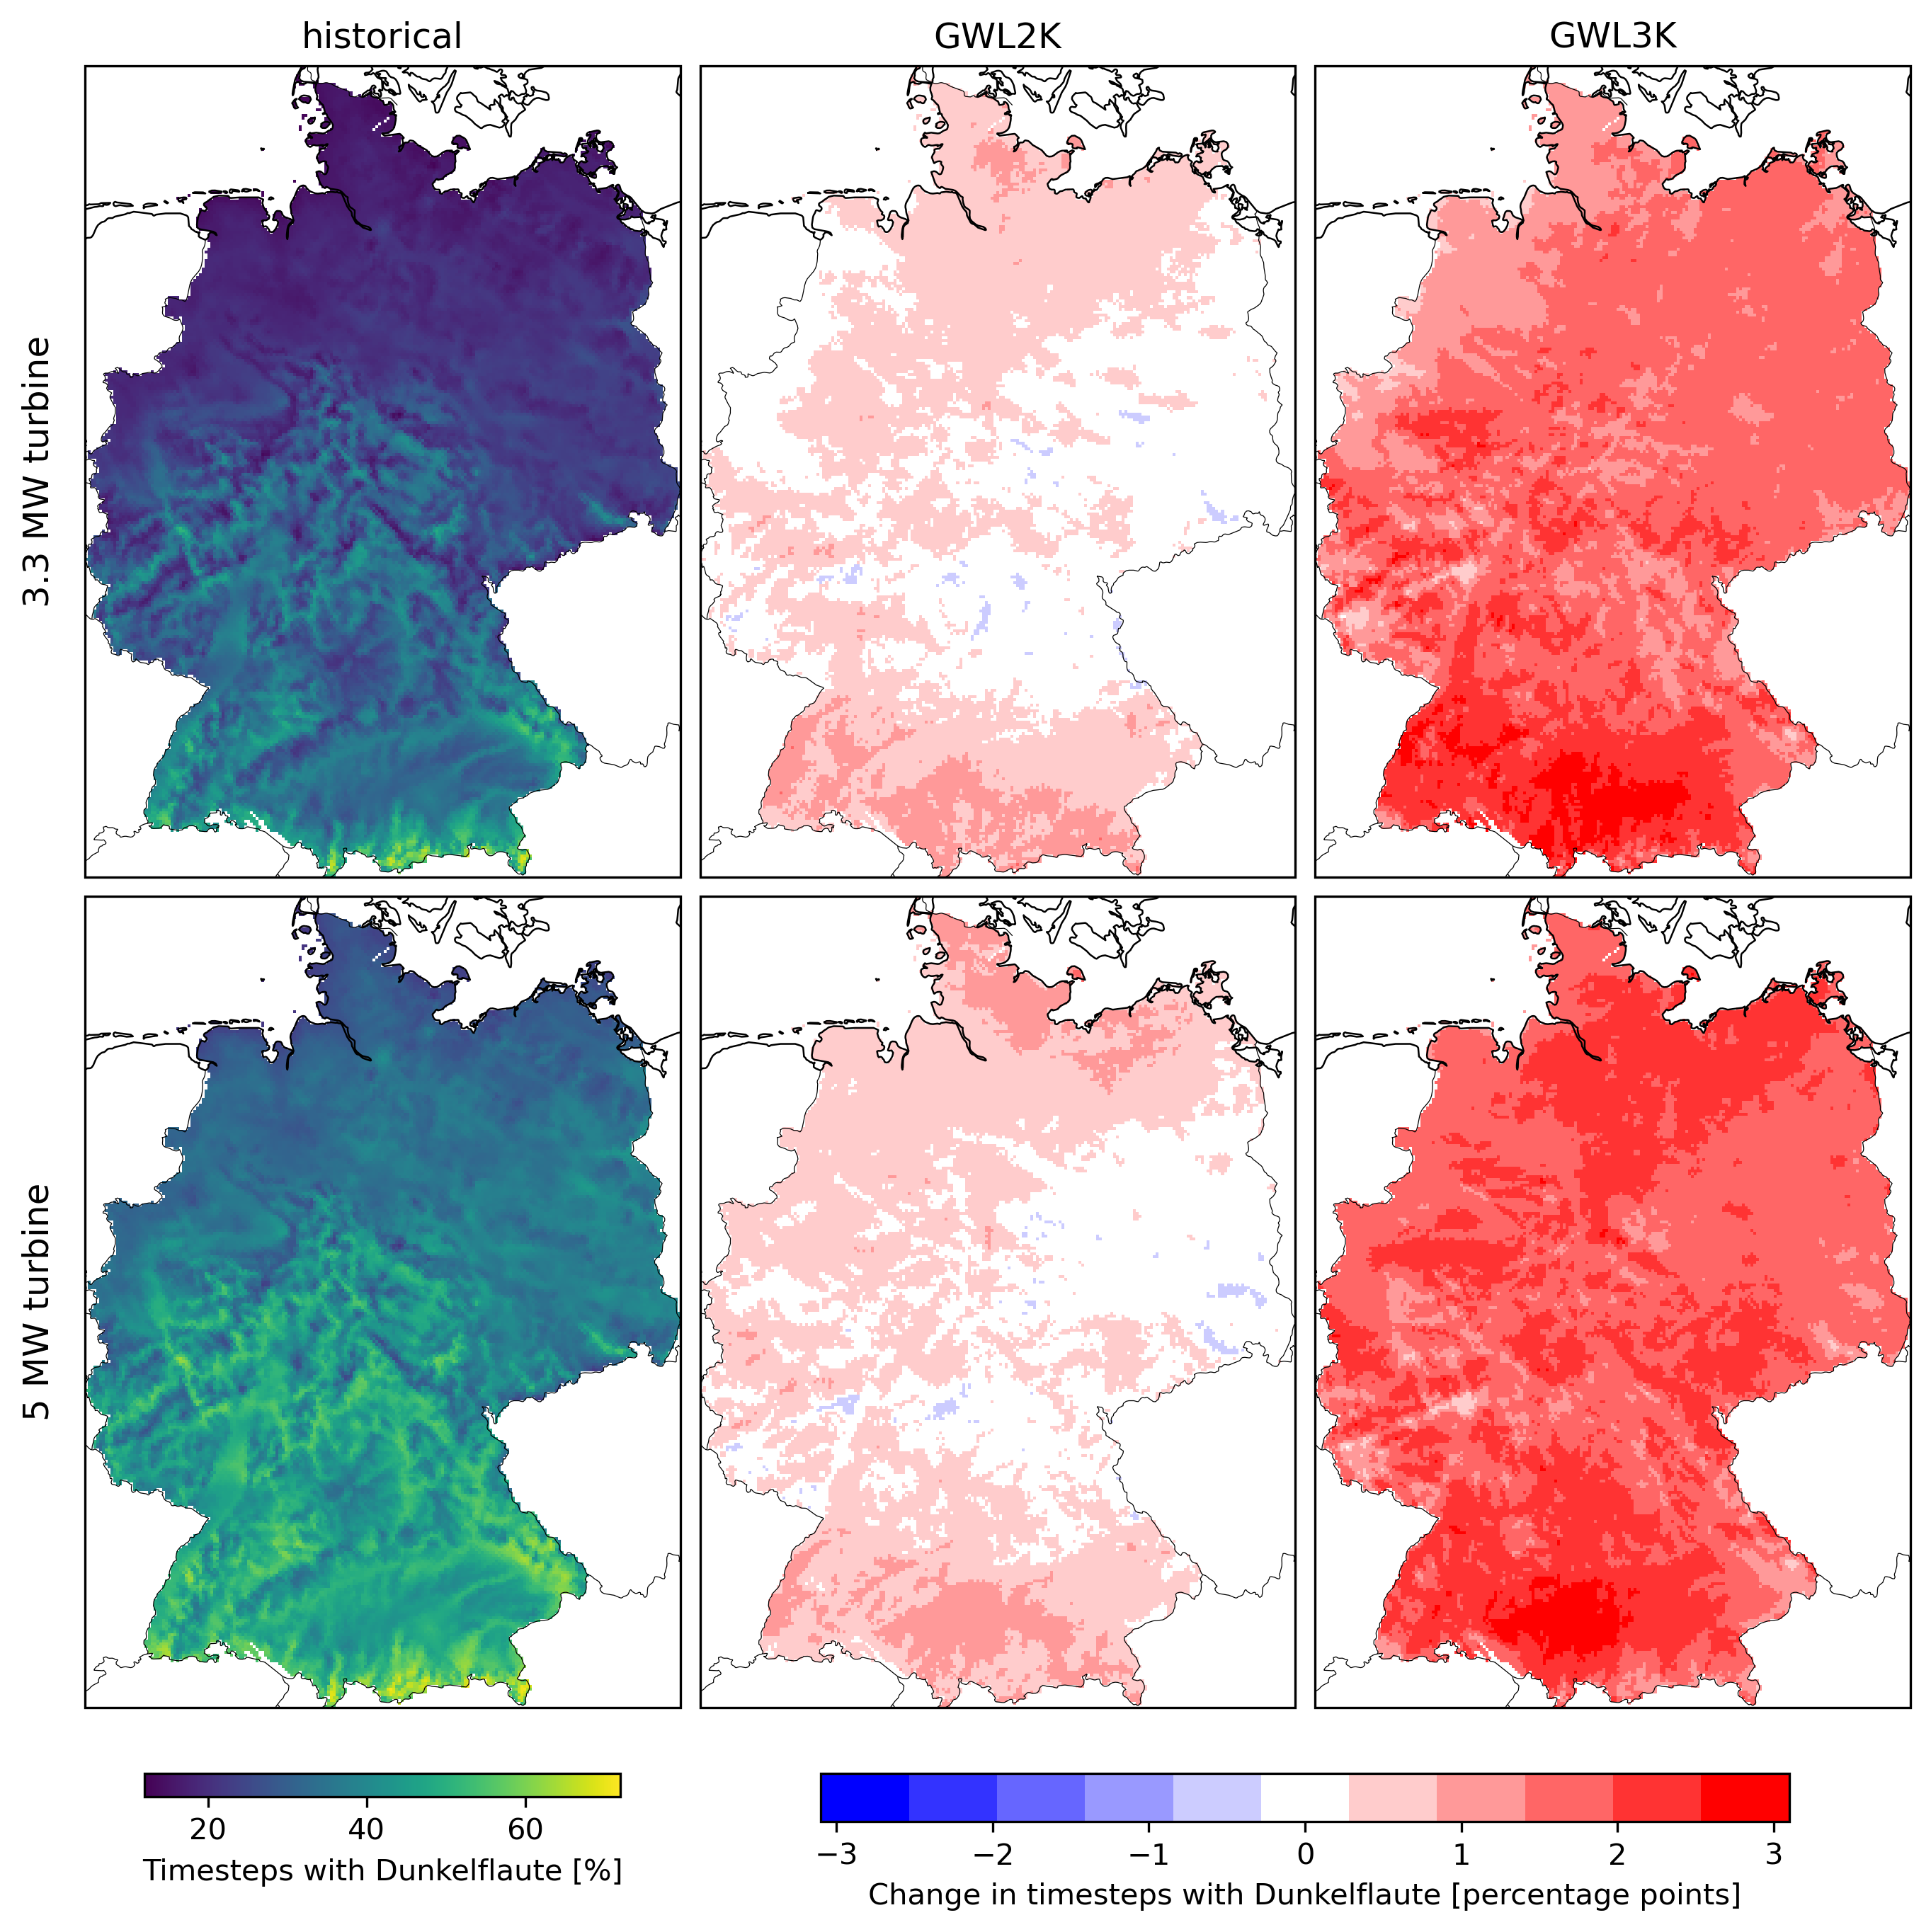 historical
GWL2K
GWL3K
3.3 MW turbine
5 MW turbine
20
40
60
Timesteps with Dunkelflaute [%]
−3
−2
−1
0
1
2
3
Change in timesteps with Dunkelflaute [percentage points]